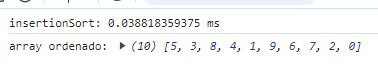 insertionSort: 0.038818359375 ms
array ordenado: ▶ (10) [5, 3, 8, 4, 1, 9, 6, 7, 2, 0]